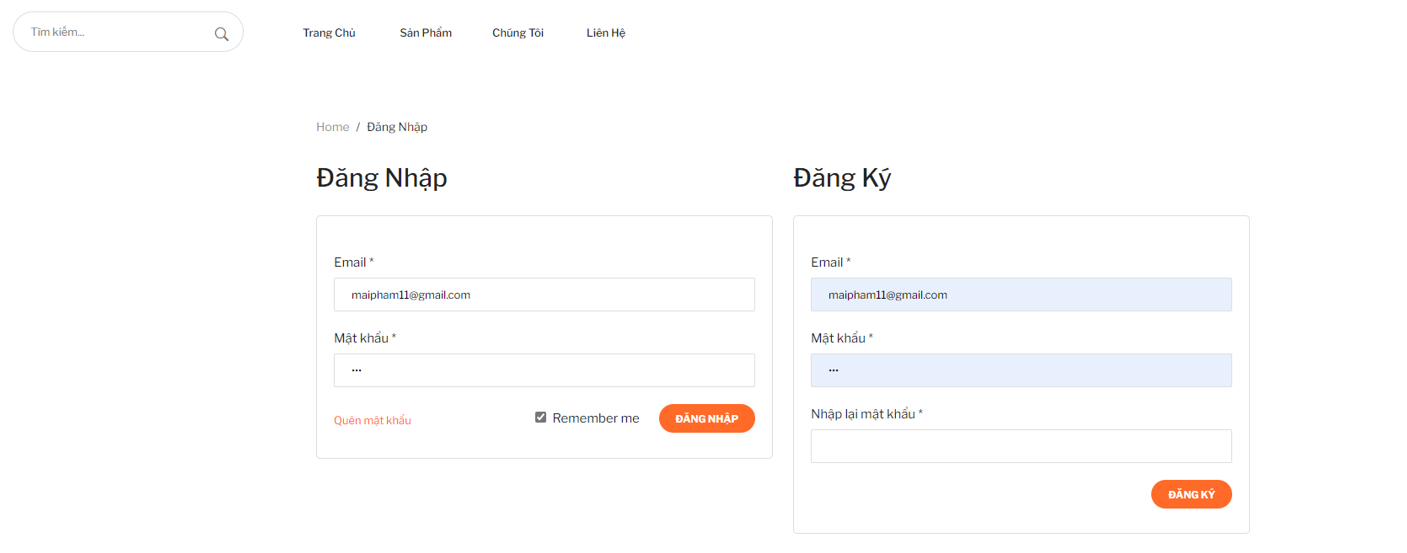 Tìm kiếm...
Trang Chủ Sản Phẩm Chúng Tôi Liên Hệ
Home / Đăng Nhập
Đăng Nhập
Email *
maipham11@gmail.com
Mật khẩu *
•••
Quên mật khẩu
Remember me
ĐĂNG NHẬP
Đăng Ký
Email *
maipham11@gmail.com
Mật khẩu *
•••
Nhập lại mật khẩu *
ĐĂNG KÝ